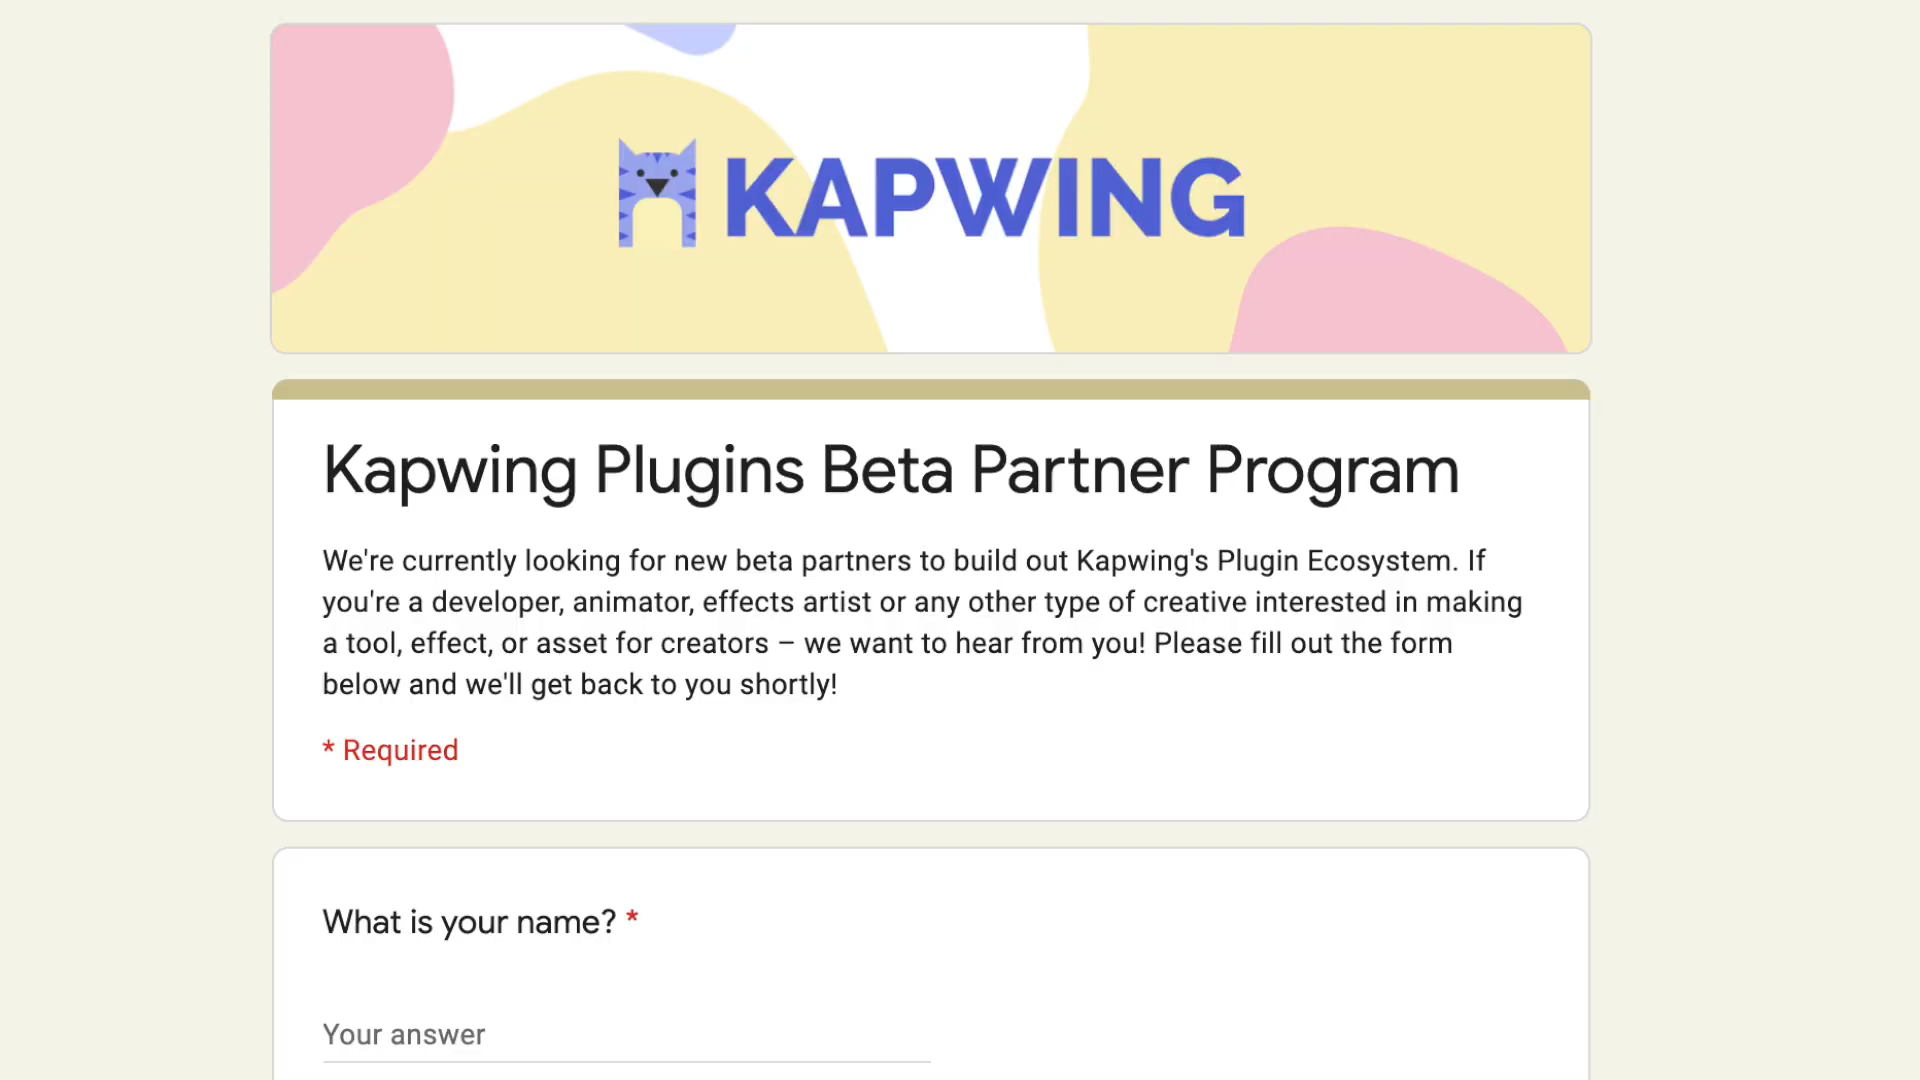 KAPWING
Kapwing Plugins Beta Partner Program
We're currently looking for new beta partners to build out Kapwing's Plugin Ecosystem. If
you're a developer, animator, effects artist or any other type of creative interested in making
a tool, effect, or asset for creators – we want to hear from you! Please fill out the form
below and we'll get back to you shortly!
* Required
What is your name? *
Your answer